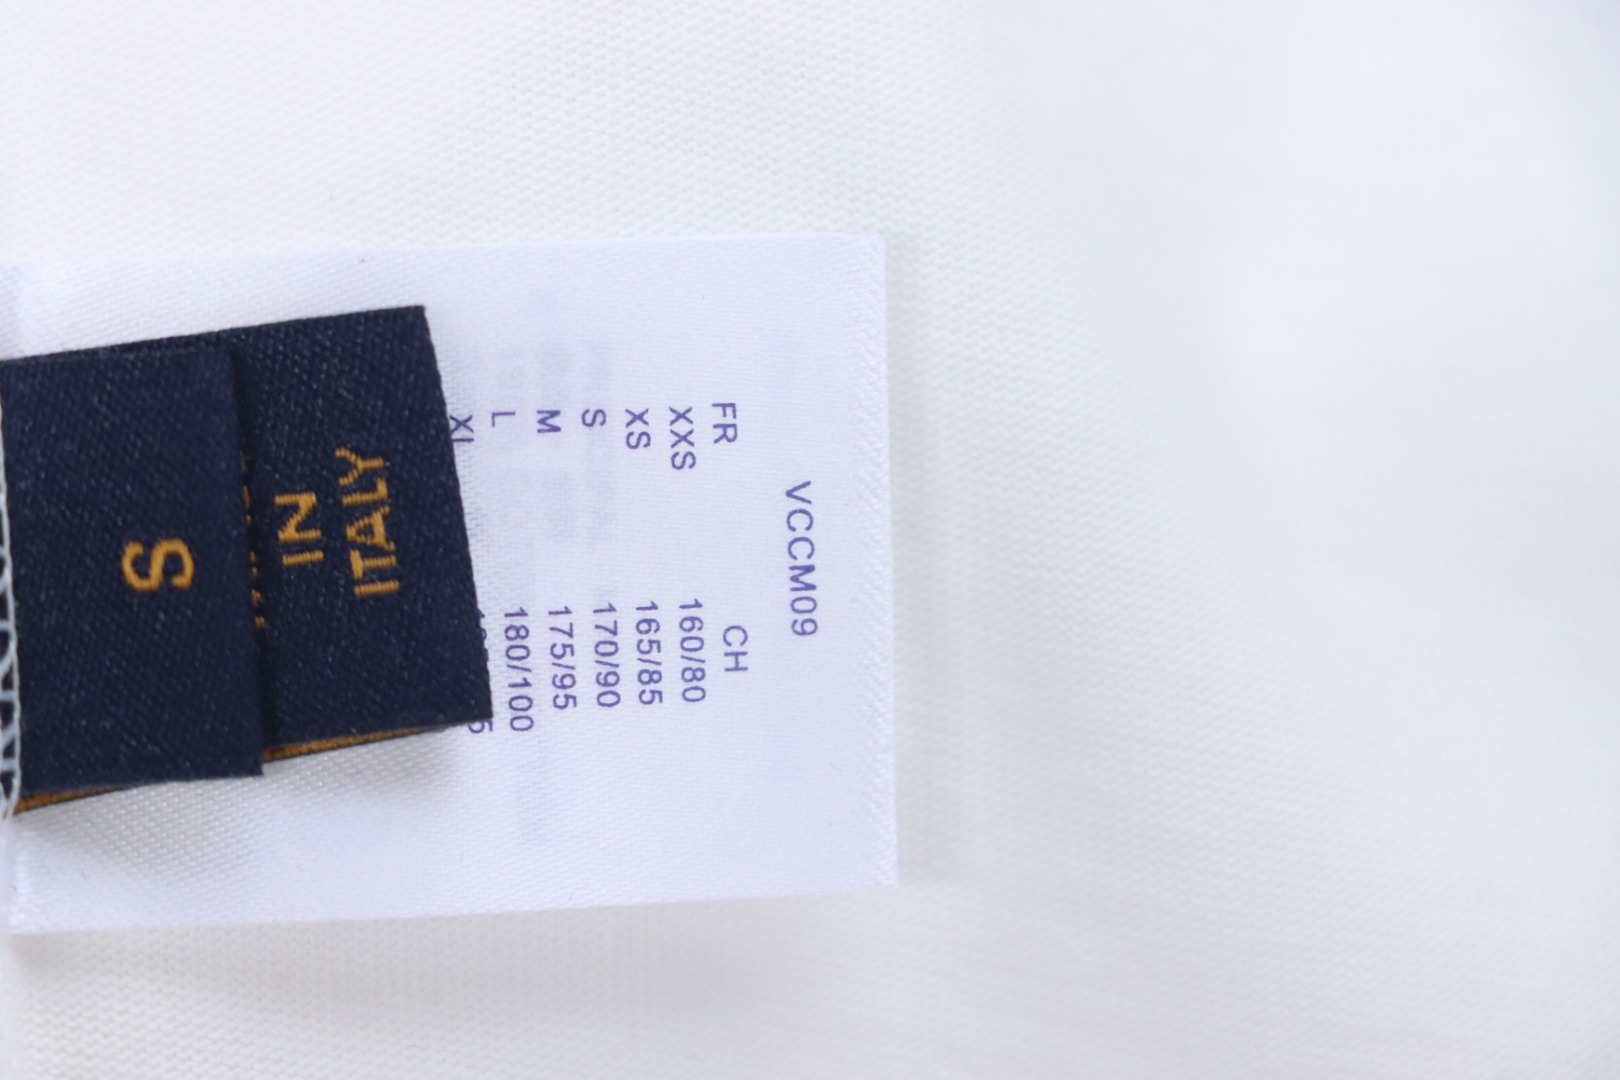 VCCM09
FR CH
XXS 160/80
XS 165/85
S 170/90
M 175/95
L 180/100
IN
ITALY
S